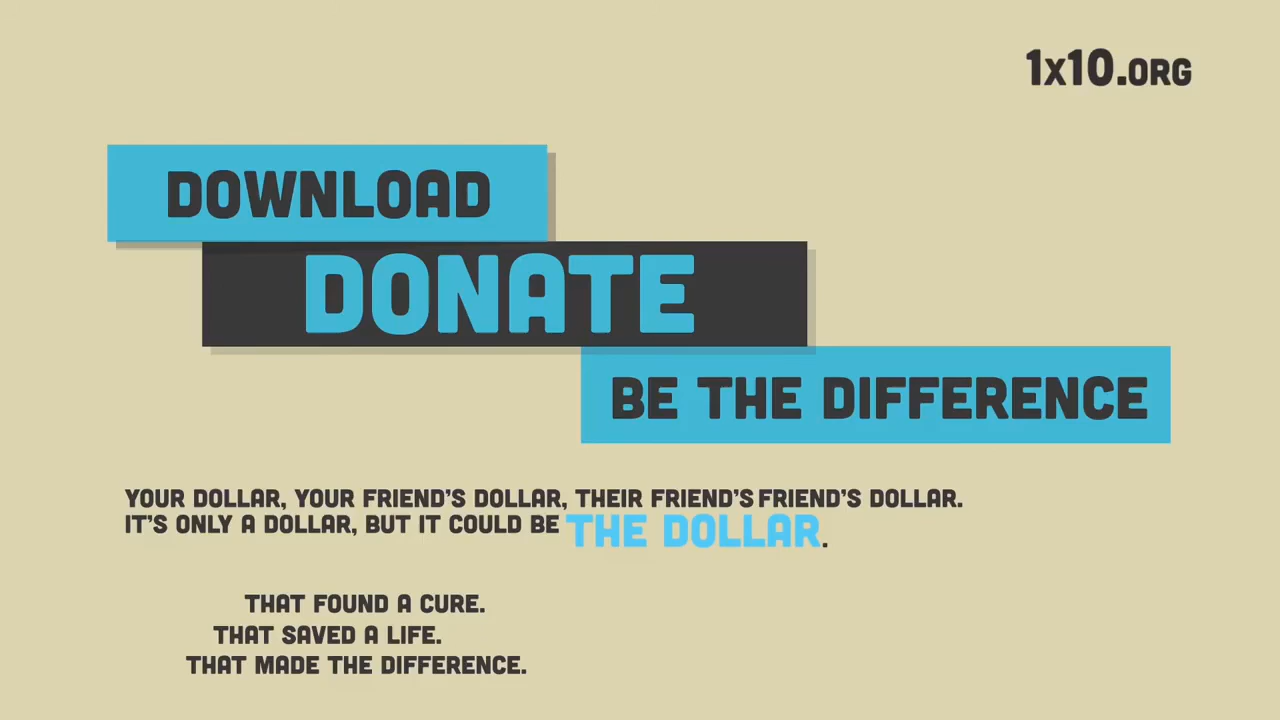 1x10.ORG
DOWNLOAD
DONATE
BE THE DIFFERENCE
YOUR DOLLAR, YOUR FRIEND'S DOLLAR, THEIR FRIEND'S FRIEND'S DOLLAR.
IT'S ONLY A DOLLAR, BUT IT COULD BE THE DOLLAR.
THAT FOUND A CURE.
THAT SAVED A LIFE.
THAT MADE THE DIFFERENCE.